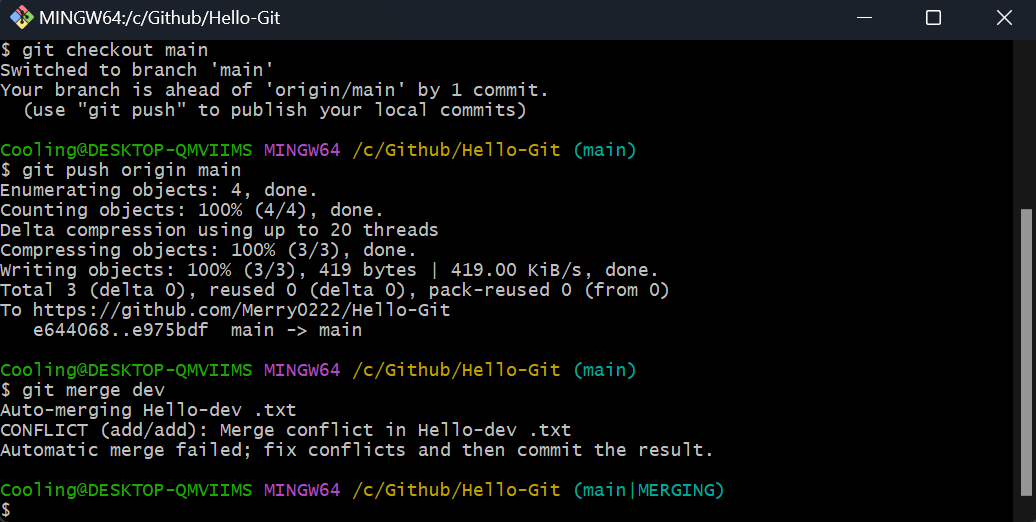 MINGW64:/c/Github/Hello-Git
$ git checkout main
Switched to branch 'main'
Your branch is ahead of 'origin/main' by 1 commit.
  (use "git push" to publish your local commits)
Cooling@DESKTOP-QMVIIMS MINGW64 /c/Github/Hello-Git (main)
$ git push origin main
Enumerating objects: 4, done.
Counting objects: 100% (4/4), done.
Delta compression using up to 20 threads
Compressing objects: 100% (3/3), done.
Writing objects: 100% (3/3), 419 bytes | 419.00 KiB/s, done.
Total 3 (delta 0), reused 0 (delta 0), pack-reused 0 (from 0)
To https://github.com/Merry0222/Hello-Git
   e644068..e975bdf  main -> main
Cooling@DESKTOP-QMVIIMS MINGW64 /c/Github/Hello-Git (main)
$ git merge dev
Auto-merging Hello-dev .txt
CONFLICT (add/add): Merge conflict in Hello-dev .txt
Automatic merge failed; fix conflicts and then commit the result.
Cooling@DESKTOP-QMVIIMS MINGW64 /c/Github/Hello-Git (main|MERGING)
$